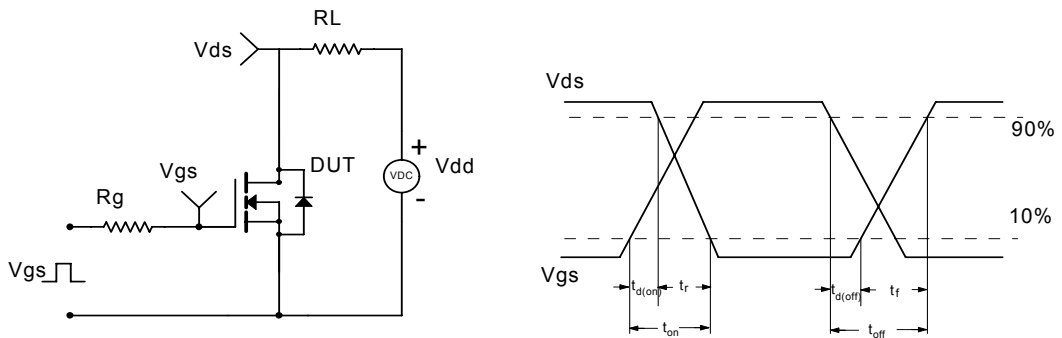 RL
Vds
Vgs
DUT
VDC
+
-
Vdd
Rg
Vgs
Vds
90%
10%
Vgs
td(on)
tr
ton
td(off)
tf
toff